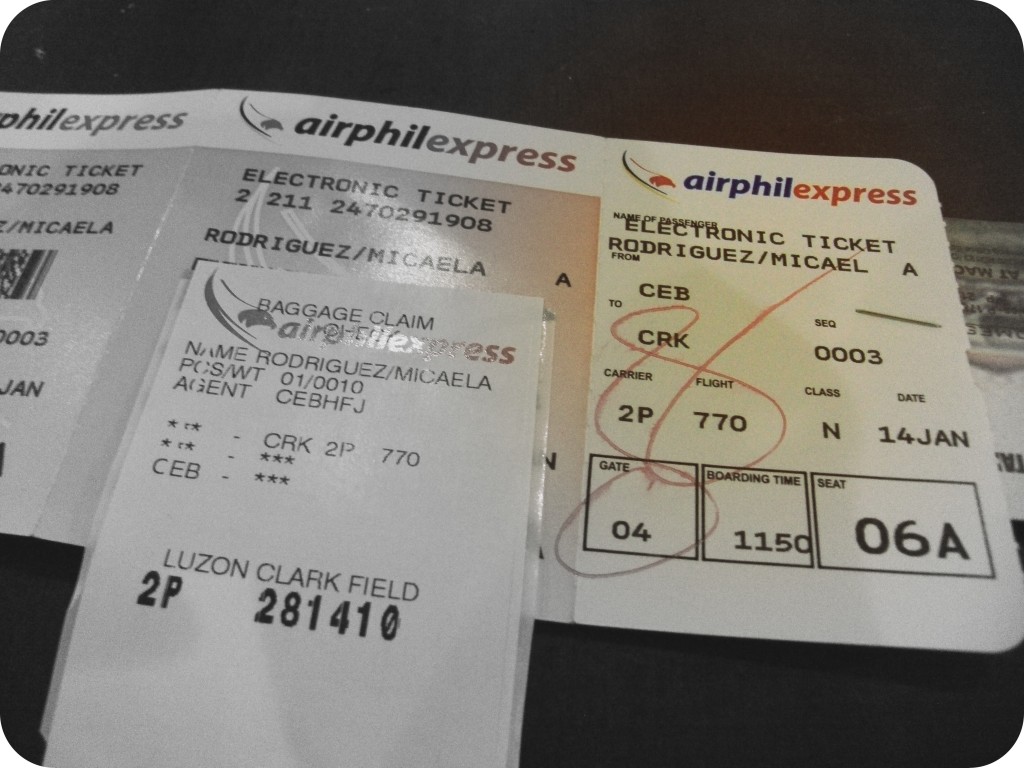 philexpress
ONIC TICKET
470291908
Z/MICAELA
0003
JAN
airphilexpress
ELECTRONIC TICKET
2 211 2470291908
RODRIGUEZ/MICAELA A
BAGGAGE CLAIM
airphilexpress
NAME RODRIGUEZ/MICAELA
PCS/WT 01/0010
AGENT CEBHFJ
*** - CRK 2P 770
*** - ***
CEB - ***
LUZON CLARK FIELD
2P 281410
airphilexpress
NAME OF PASSENGER
ELECTRONIC TICKET
RODRIGUEZ/MICAEL A
FROM
CEB
TO
CRK
SEQ
0003
CARRIER FLIGHT CLASS DATE
2P 770 N 14JAN
GATE BOARDING TIME SEAT
04 1150 06A